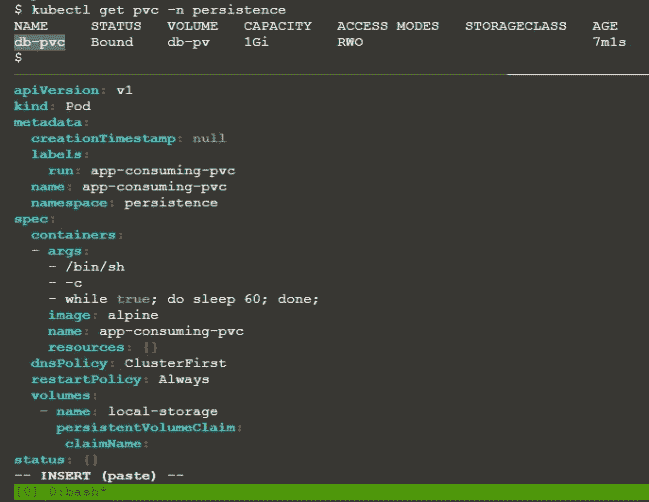 $ kubectl get pvc -n persistence
NAME STATUS VOLUME CAPACITY ACCESS MODES STORAGECLASS AGE
db-pvc Bound db-pv 1Gi RWO 7m1s
$
apiVersion: v1
kind: Pod
metadata:
  creationTimestamp: null
  labels:
    run: app-consuming-pvc
  name: app-consuming-pvc
  namespace: persistence
spec:
  containers:
  - args:
    - /bin/sh
    - -c
    - while true; do sleep 60; done;
    image: alpine
    name: app-consuming-pvc
    resources: {}
  dnsPolicy: ClusterFirst
  restartPolicy: Always
  volumes:
   - name: local-storage
     persistentVolumeClaim:
      claimName:
status: {}
-- INSERT (paste) --
[0] 0:bash*